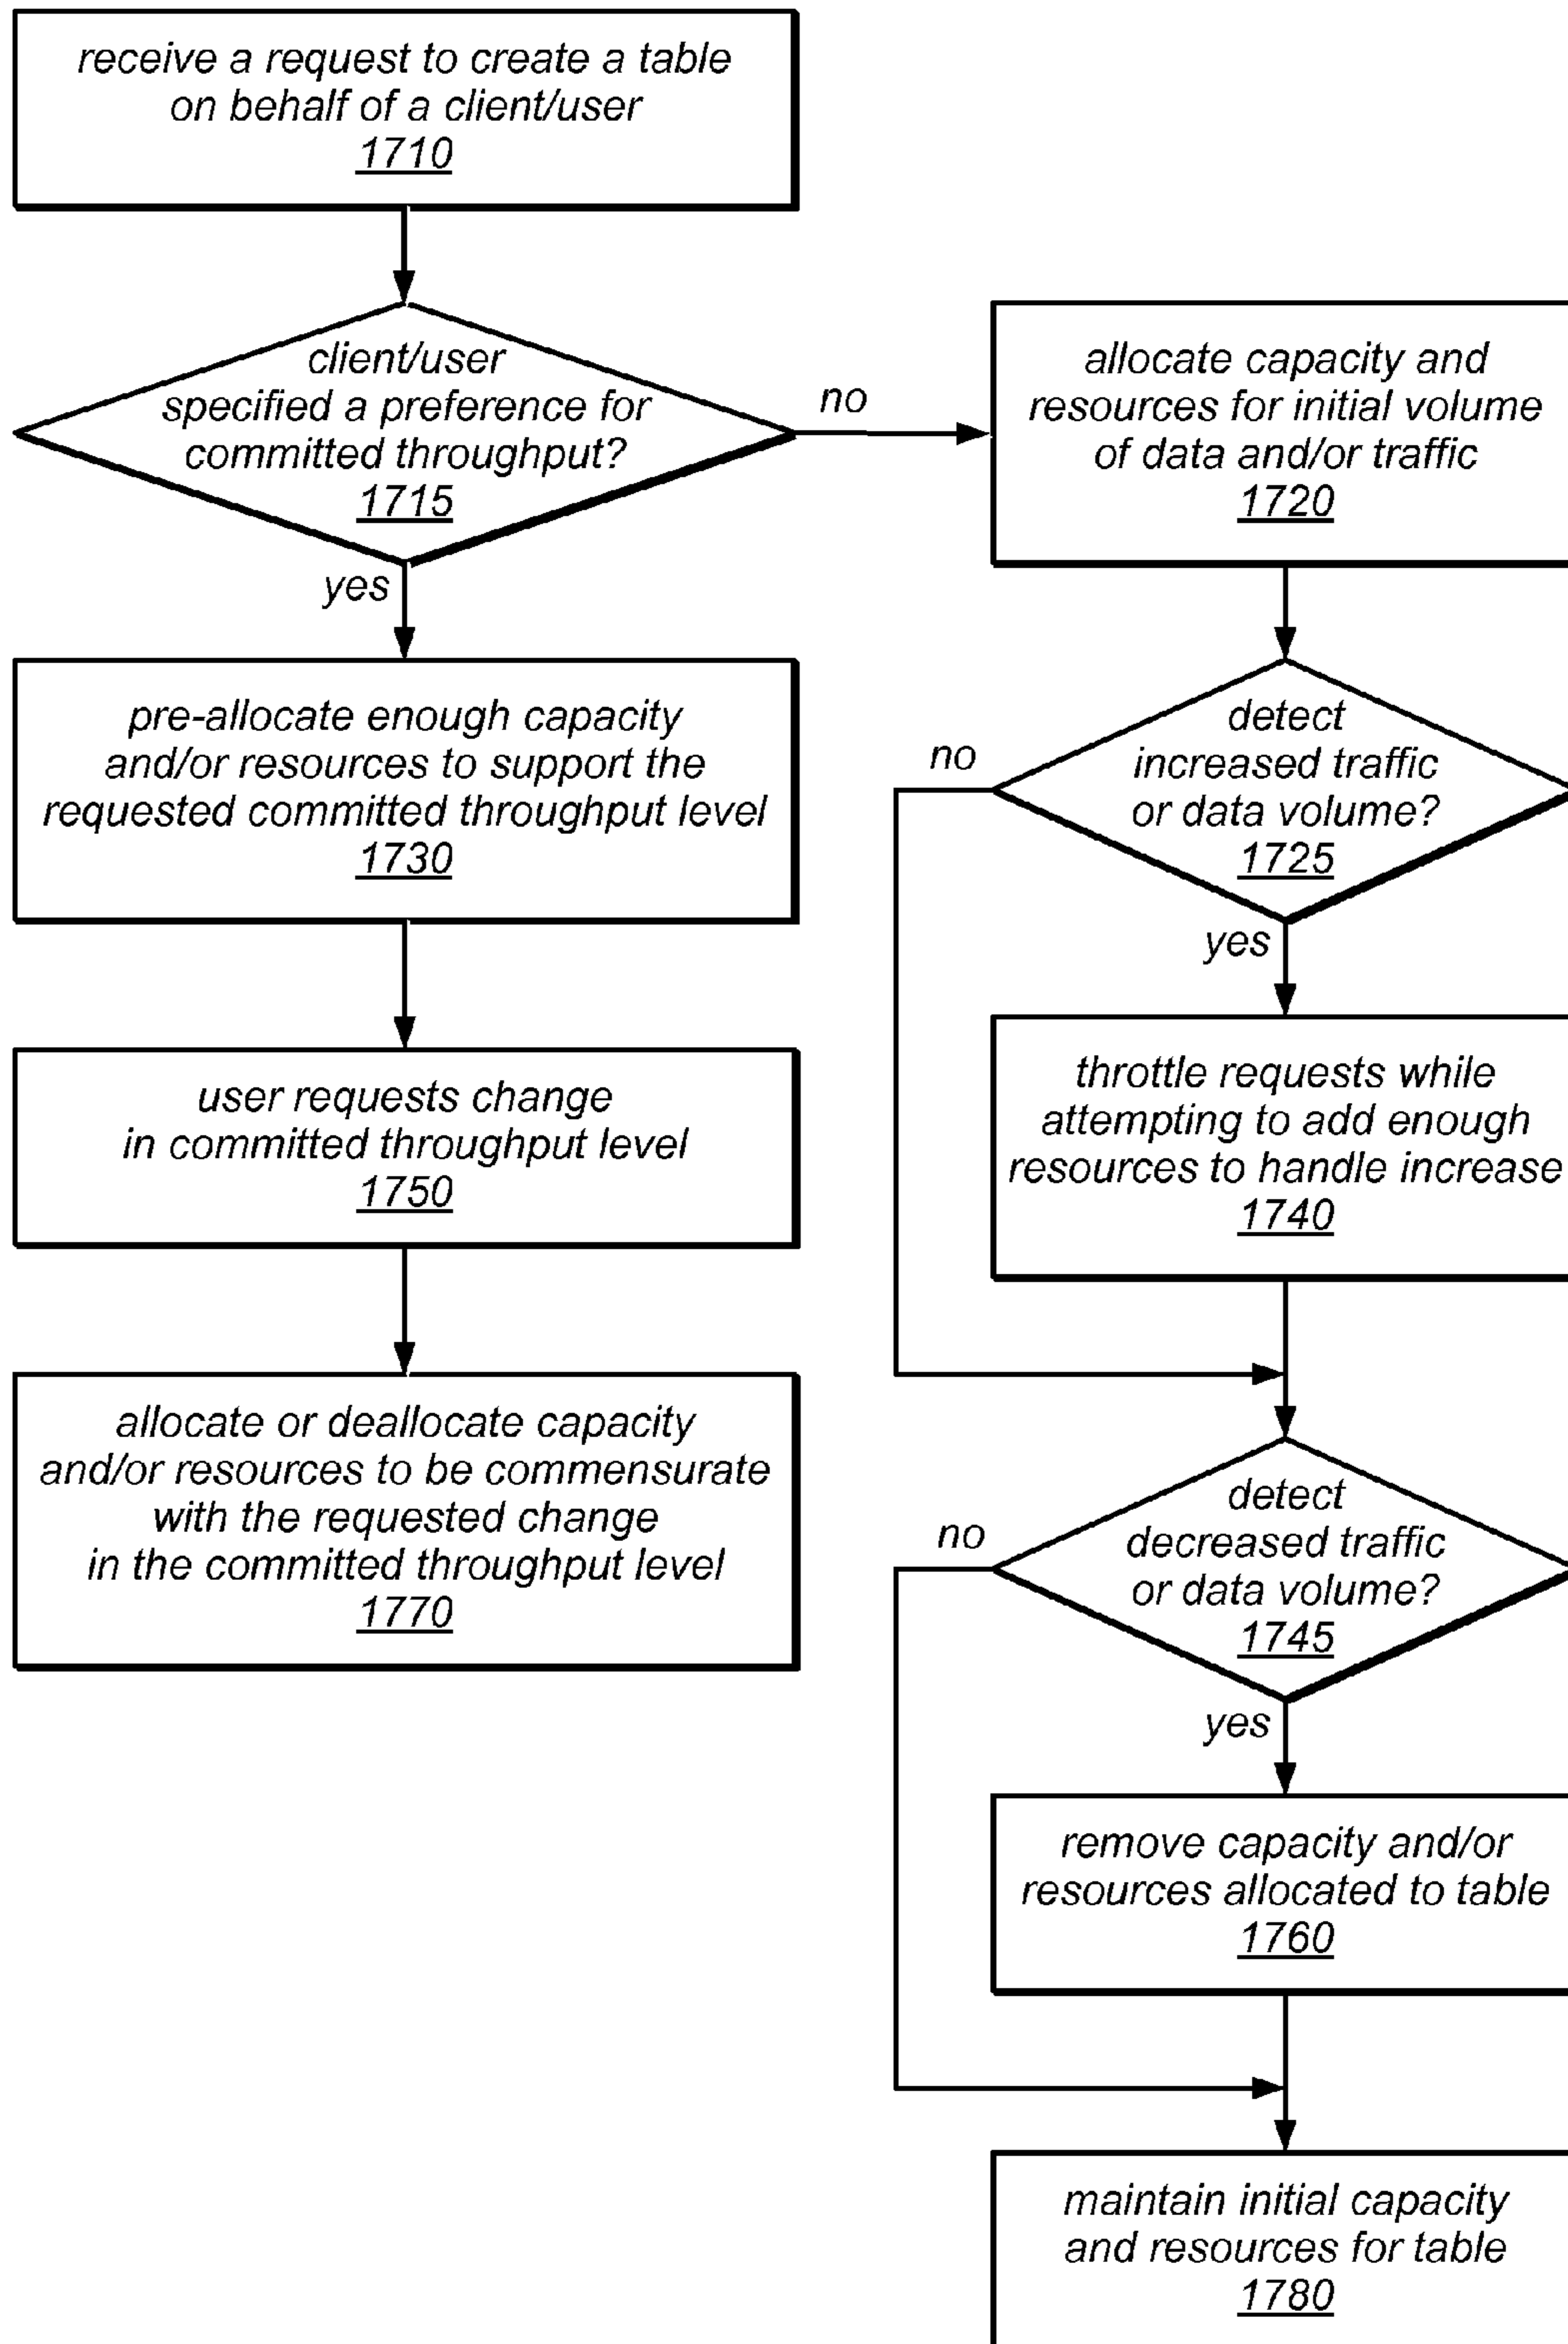 receive a request to create a table
on behalf of a client/user
1710
client/user
specified a preference for
committed throughput?
1715
no
yes
allocate capacity and
resources for initial volume
of data and/or traffic
1720
pre-allocate enough capacity
and/or resources to support the
requested committed throughput level
1730
detect
increased traffic
or data volume?
1725
no
yes
user requests change
in committed throughput level
1750
throttle requests while
attempting to add enough
resources to handle increase
1740
allocate or deallocate capacity
and/or resources to be commensurate
with the requested change
in the committed throughput level
1770
detect
decreased traffic
or data volume?
1745
no
yes
remove capacity and/or
resources allocated to table
1760
maintain initial capacity
and resources for table
1780